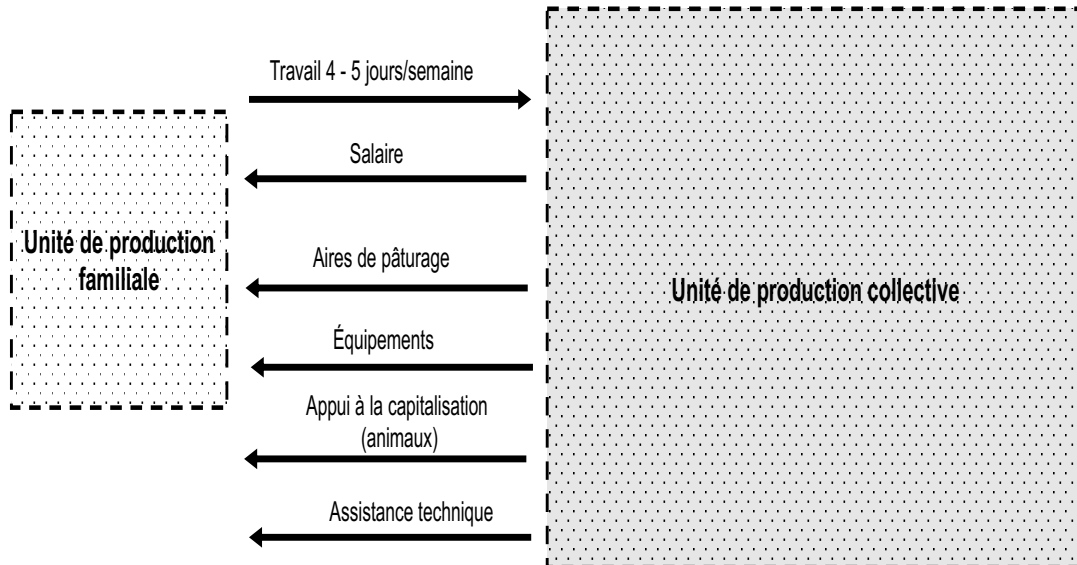 Travail 4 - 5 jours/semaine
Salaire
Unité de production
familiale
Aires de pâturage
Unité de production collective
Équipements
Appui à la capitalisation
(animaux)
Assistance technique